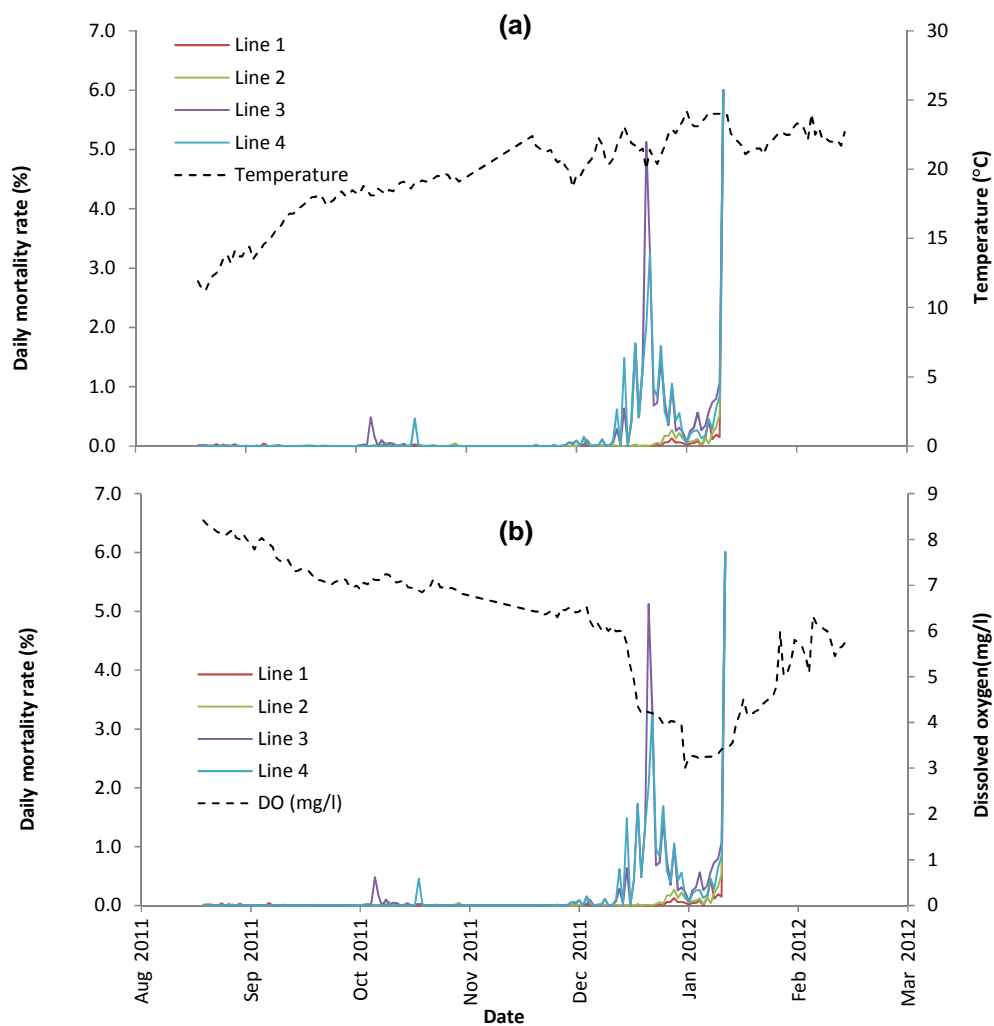 (a)
7.0
6.0
5.0
4.0
3.0
2.0
1.0
0.0
Daily mortality rate (%)
Line 1
Line 2
Line 3
Line 4
Temperature
30
25
20
15
10
5
0
Temperature (°C)
(b)
7.0
6.0
5.0
4.0
3.0
2.0
1.0
0.0
Daily mortality rate (%)
Line 1
Line 2
Line 3
Line 4
DO (mg/l)
9
8
7
6
5
4
3
2
1
0
Dissolved oxygen(mg/l)
Aug 2011
Sep 2011
Oct 2011
Nov 2011
Dec 2011
Jan 2012
Feb 2012
Mar 2012
Date